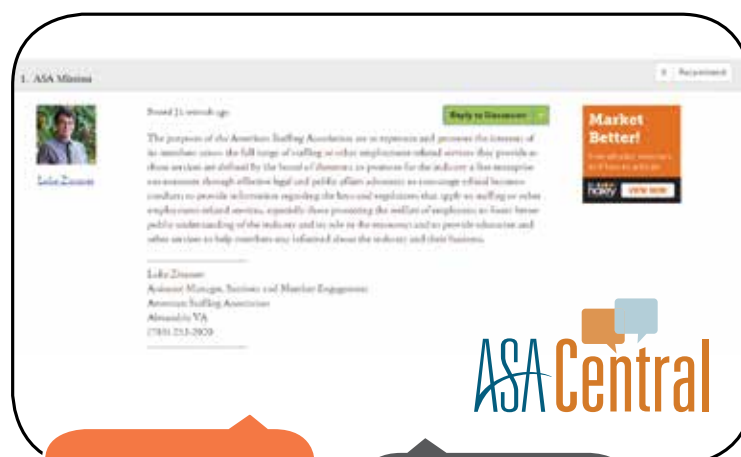 1. ASA Mission
Recommend
Posted 21 seconds ago
Reply to Discussion
The purposes of the American Staffing Association are to represent and promote the interests of
its members across the full range of staffing or other employment-related services they provide as
those services are defined by the board of directors; to promote for the industry a free enterprise
environment through effective legal and public affairs advocacy; to encourage ethical business
conduct; to provide information regarding the laws and regulations that apply to staffing or other
employment-related services, especially those promoting the welfare of employees; to foster better
public understanding of the industry and its role in the economy; and to provide education and
other services to help members stay informed about the industry and their business.
Luke
Market
Better!
haley
VIEW NOW
Luke
Assistant Manager, Sections and Member Engagement
American Staffing Association
Alexandria VA
(703) 253-2020
ASA Central